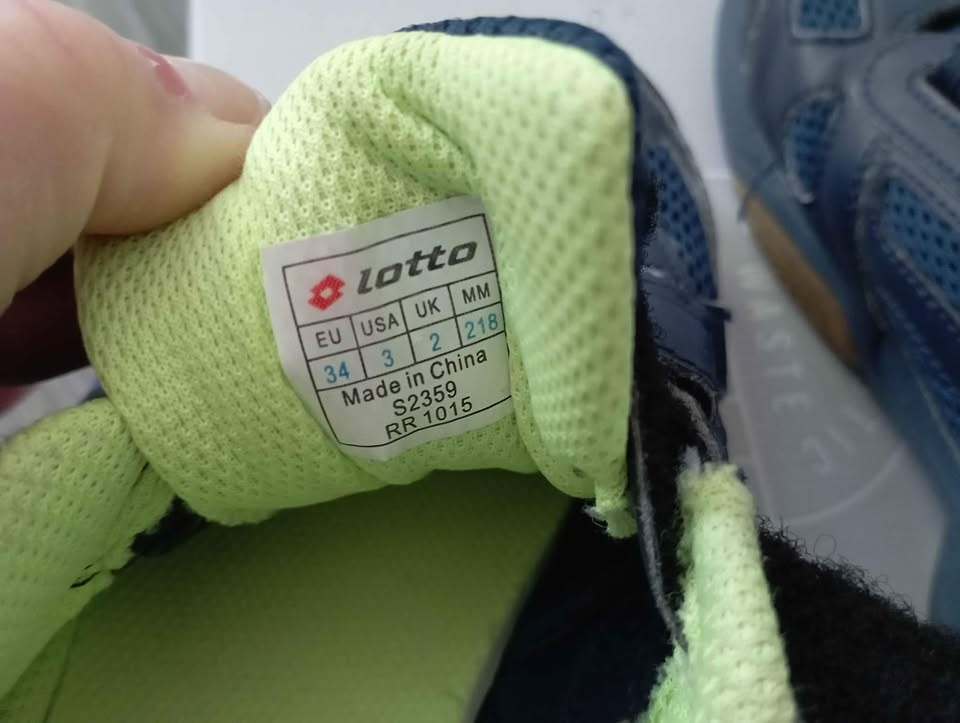 lotto
EU USA UK MM
34 3 2 218
Made in China
S2359
RR 1015